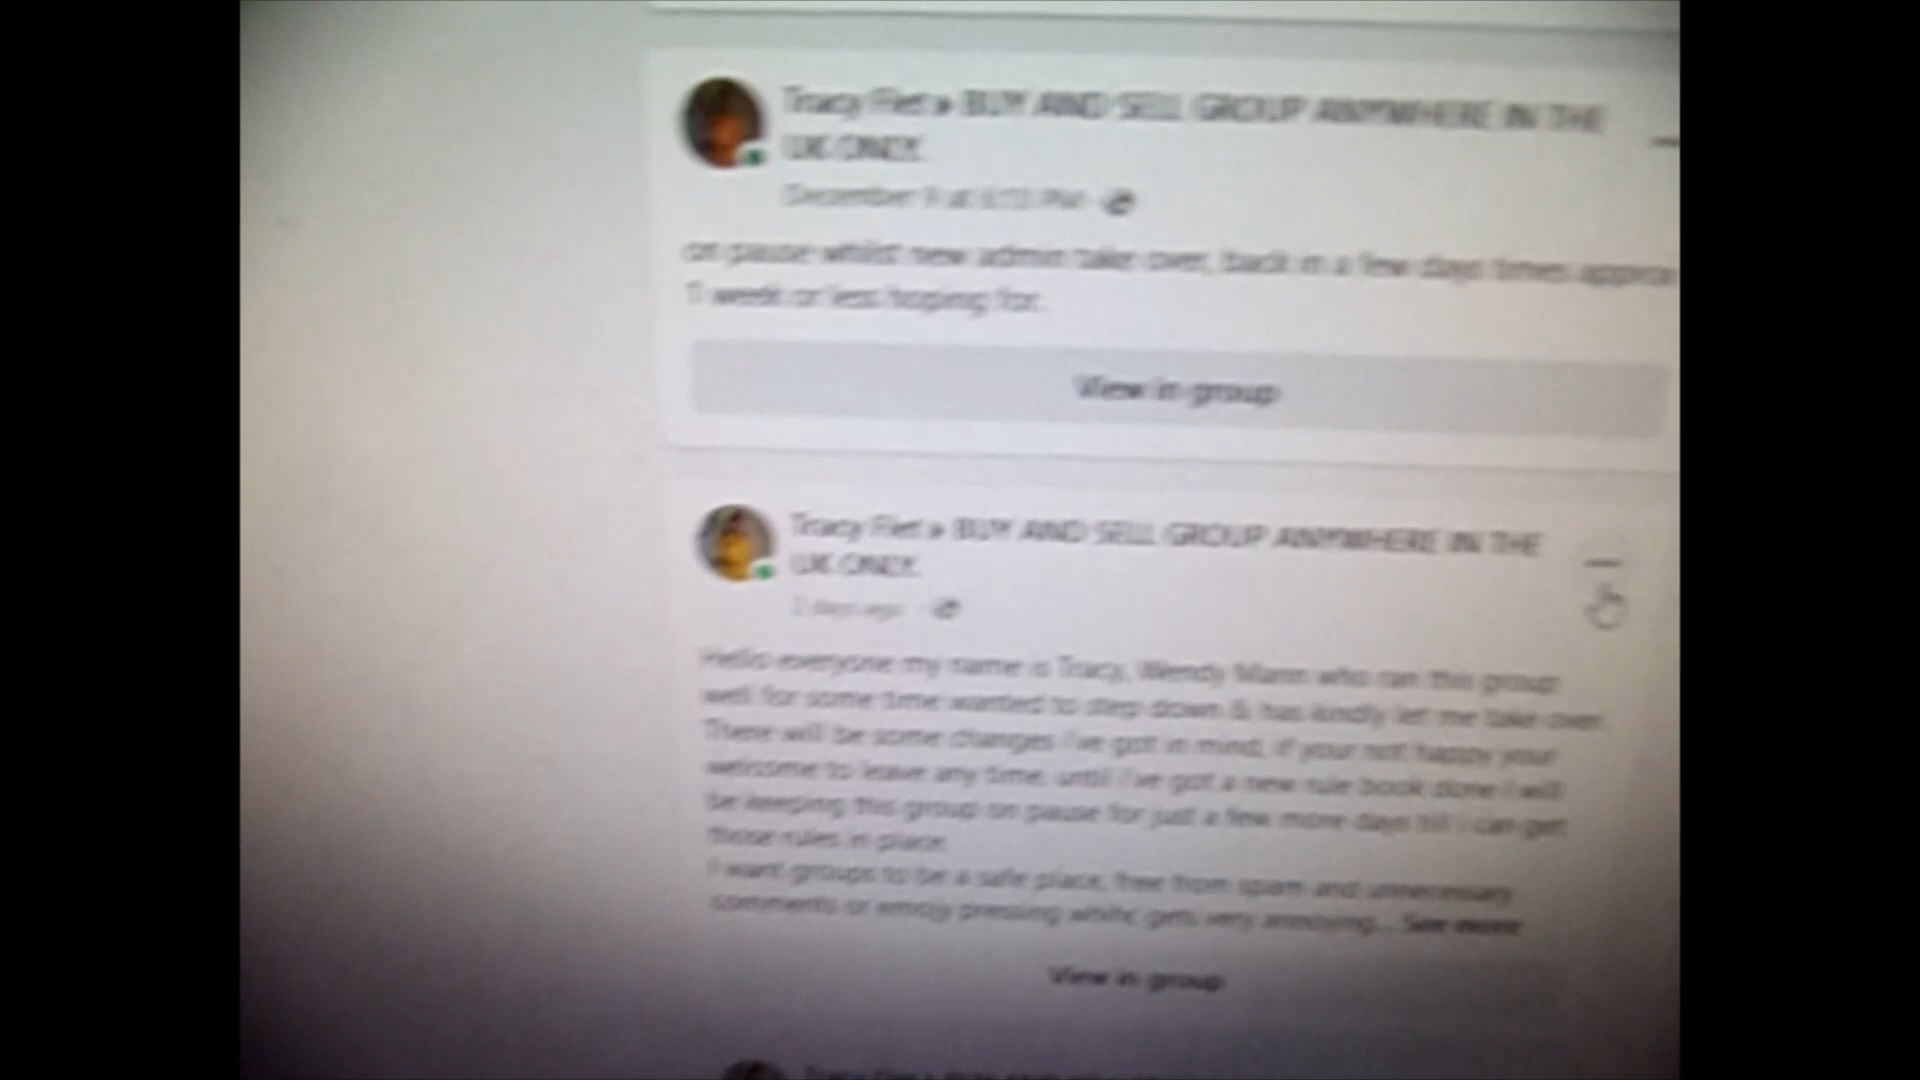 Tracy Flet ▸ BUY AND SELL GROUP ANYWHERE IN THE
UK ONLY.
December 9 at PM
on pause whilst new admin take over, back in a few days times approx
1 week or less hoping for.
View in group
Tracy Flet ▸ BUY AND SELL GROUP ANYWHERE IN THE
UK ONLY.
2 days ago
Hello everyone my name is Tracy, Wendy Mann who ran this group
well for some time wanted to step down & has kindly let me take over.
There will be some changes i've got in mind, if your not happy your
welcome to leave any time, until i've got a new rule book done i will
be keeping this group on pause for just a few more days till i can get
those rules in place.
I want groups to be a safe place, free from spam and unnecessary
comments or emojy pressing whihc gets very annoying... See more
View in group